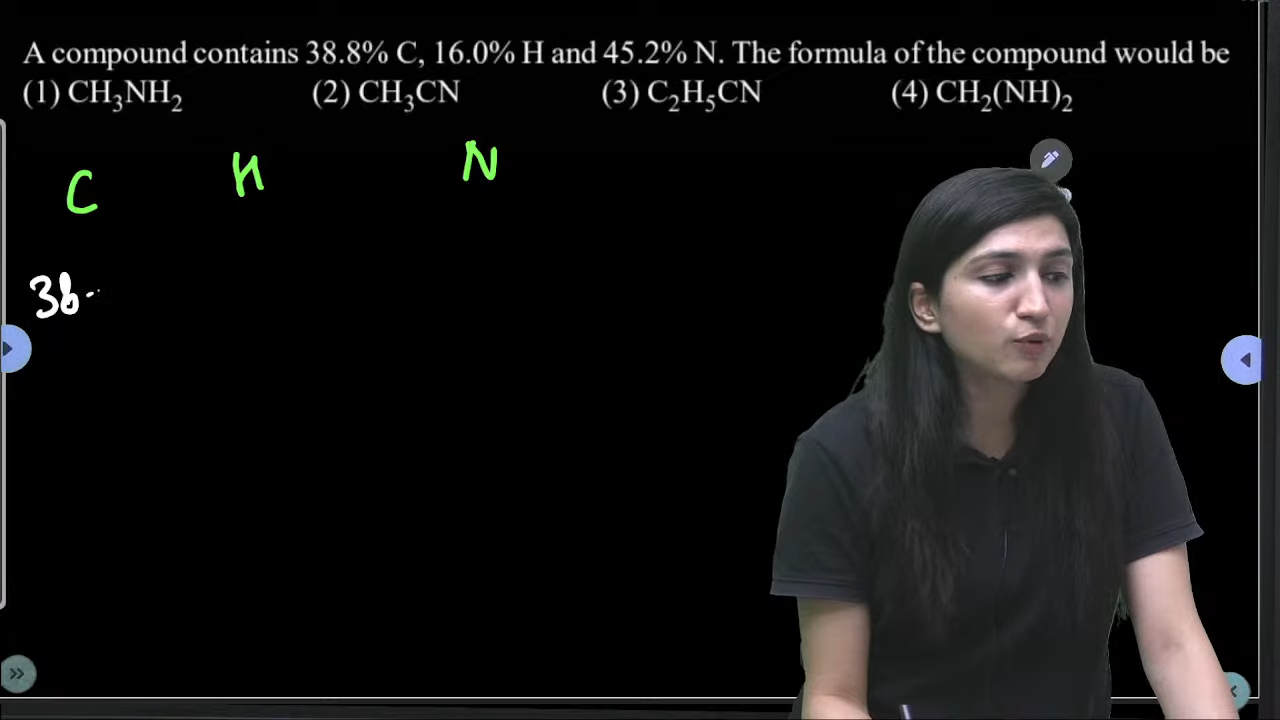 A compound contains 38.8% C, 16.0% H and 45.2% N. The formula of the compound would be
(1) CH₃NH₂ (2) CH₃CN (3) C₂H₅CN (4) CH₂(NH)₂
C H N
38.